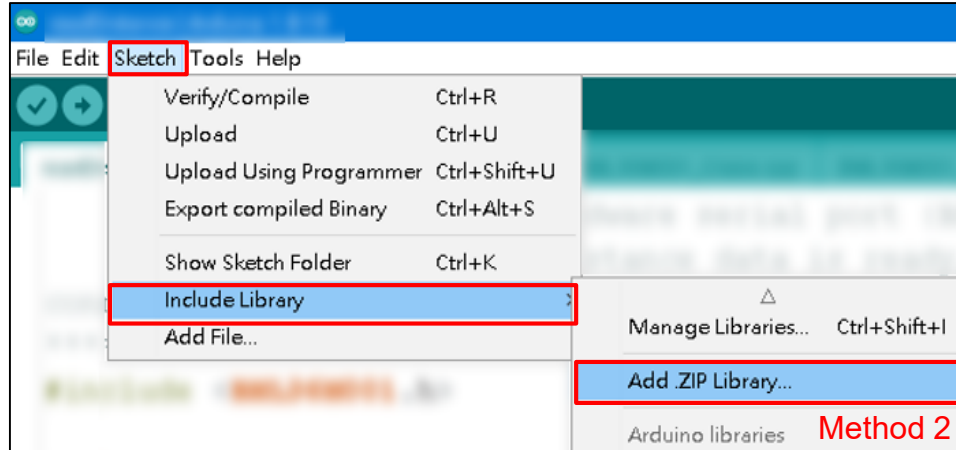 File Edit Sketch Tools Help
Verify/Compile Ctrl+R
Upload Ctrl+U
Upload Using Programmer Ctrl+Shift+U
Export compiled Binary Ctrl+Alt+S
Show Sketch Folder Ctrl+K
Include Library
Add File...
Manage Libraries... Ctrl+Shift+I
Add .ZIP Library...
Arduino libraries
Method 2